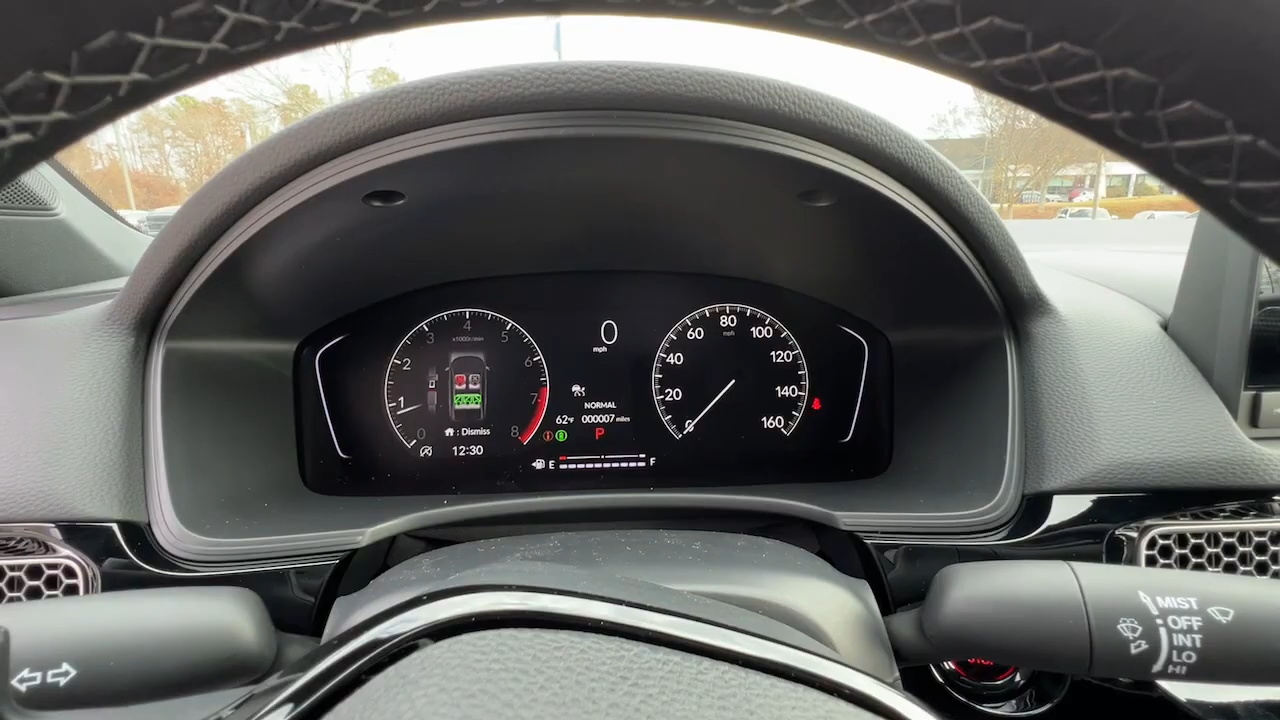 4
3
5
x1000r/min
2
6
1
7
0
8
: Dismiss
12:30
0
mph
NORMAL
62°F
000007 miles
P
E
F
80
60
100
mph
40
120
20
140
0
160
MIST
OFF
INT
LO
HI